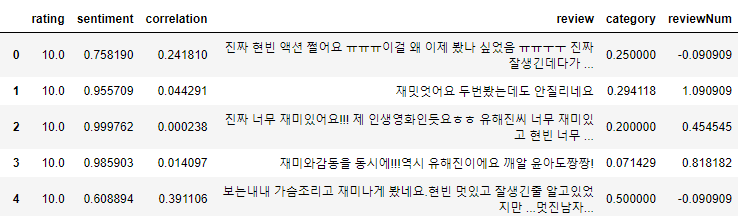 rating sentiment correlation review category reviewNum
0 10.0 0.758190 0.241810 진짜 현빈 액션 쩔어요 ㅠㅠㅠ이걸 왜 이제 봤나 싶었음 ㅠㅠㅜㅜ 진짜 잘생긴데다가 ... 0.250000 -0.090909
1 10.0 0.955709 0.044291 재밋엇어요 두번봤는데도 안질리네요 0.294118 1.090909
2 10.0 0.999762 0.000238 진짜 너무 재미있어요!!! 제 인생영화인듯요ㅎㅎ 유해진씨 너무 재미있고 현빈 너무 ... 0.200000 0.454545
3 10.0 0.985903 0.014097 재미와감동을 동시에!!!역시 유해진이에요 깨알 윤아도짱짱! 0.071429 0.818182
4 10.0 0.608894 0.391106 보는내내 가슴조리고 재미나게 봤네요.현빈 멋있고 잘생긴줄 알고있었지만 ...멋진남자... 0.500000 -0.090909